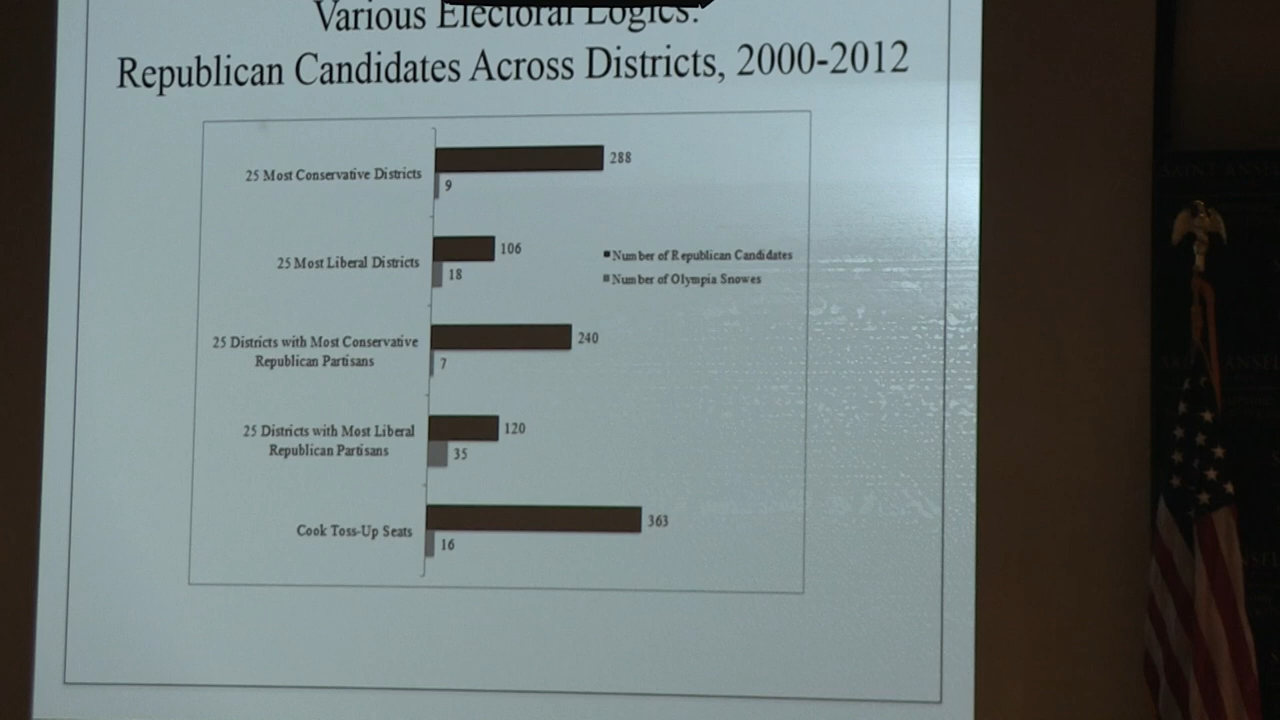 Various Electoral Logics:
Republican Candidates Across Districts, 2000-2012
25 Most Conservative Districts
288
9
25 Most Liberal Districts
106
18
Number of Republican Candidates
Number of Olympia Snowes
25 Districts with Most Conservative
Republican Partisans
240
7
25 Districts with Most Liberal
Republican Partisans
120
35
Cook Toss-Up Seats
363
16